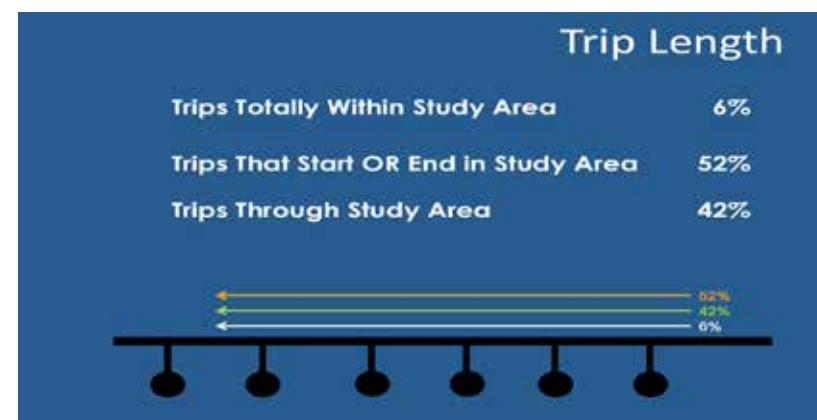 Trip Length
Trips Totally Within Study Area 6%
Trips That Start OR End in Study Area 52%
Trips Through Study Area 42%
52%
42%
6%